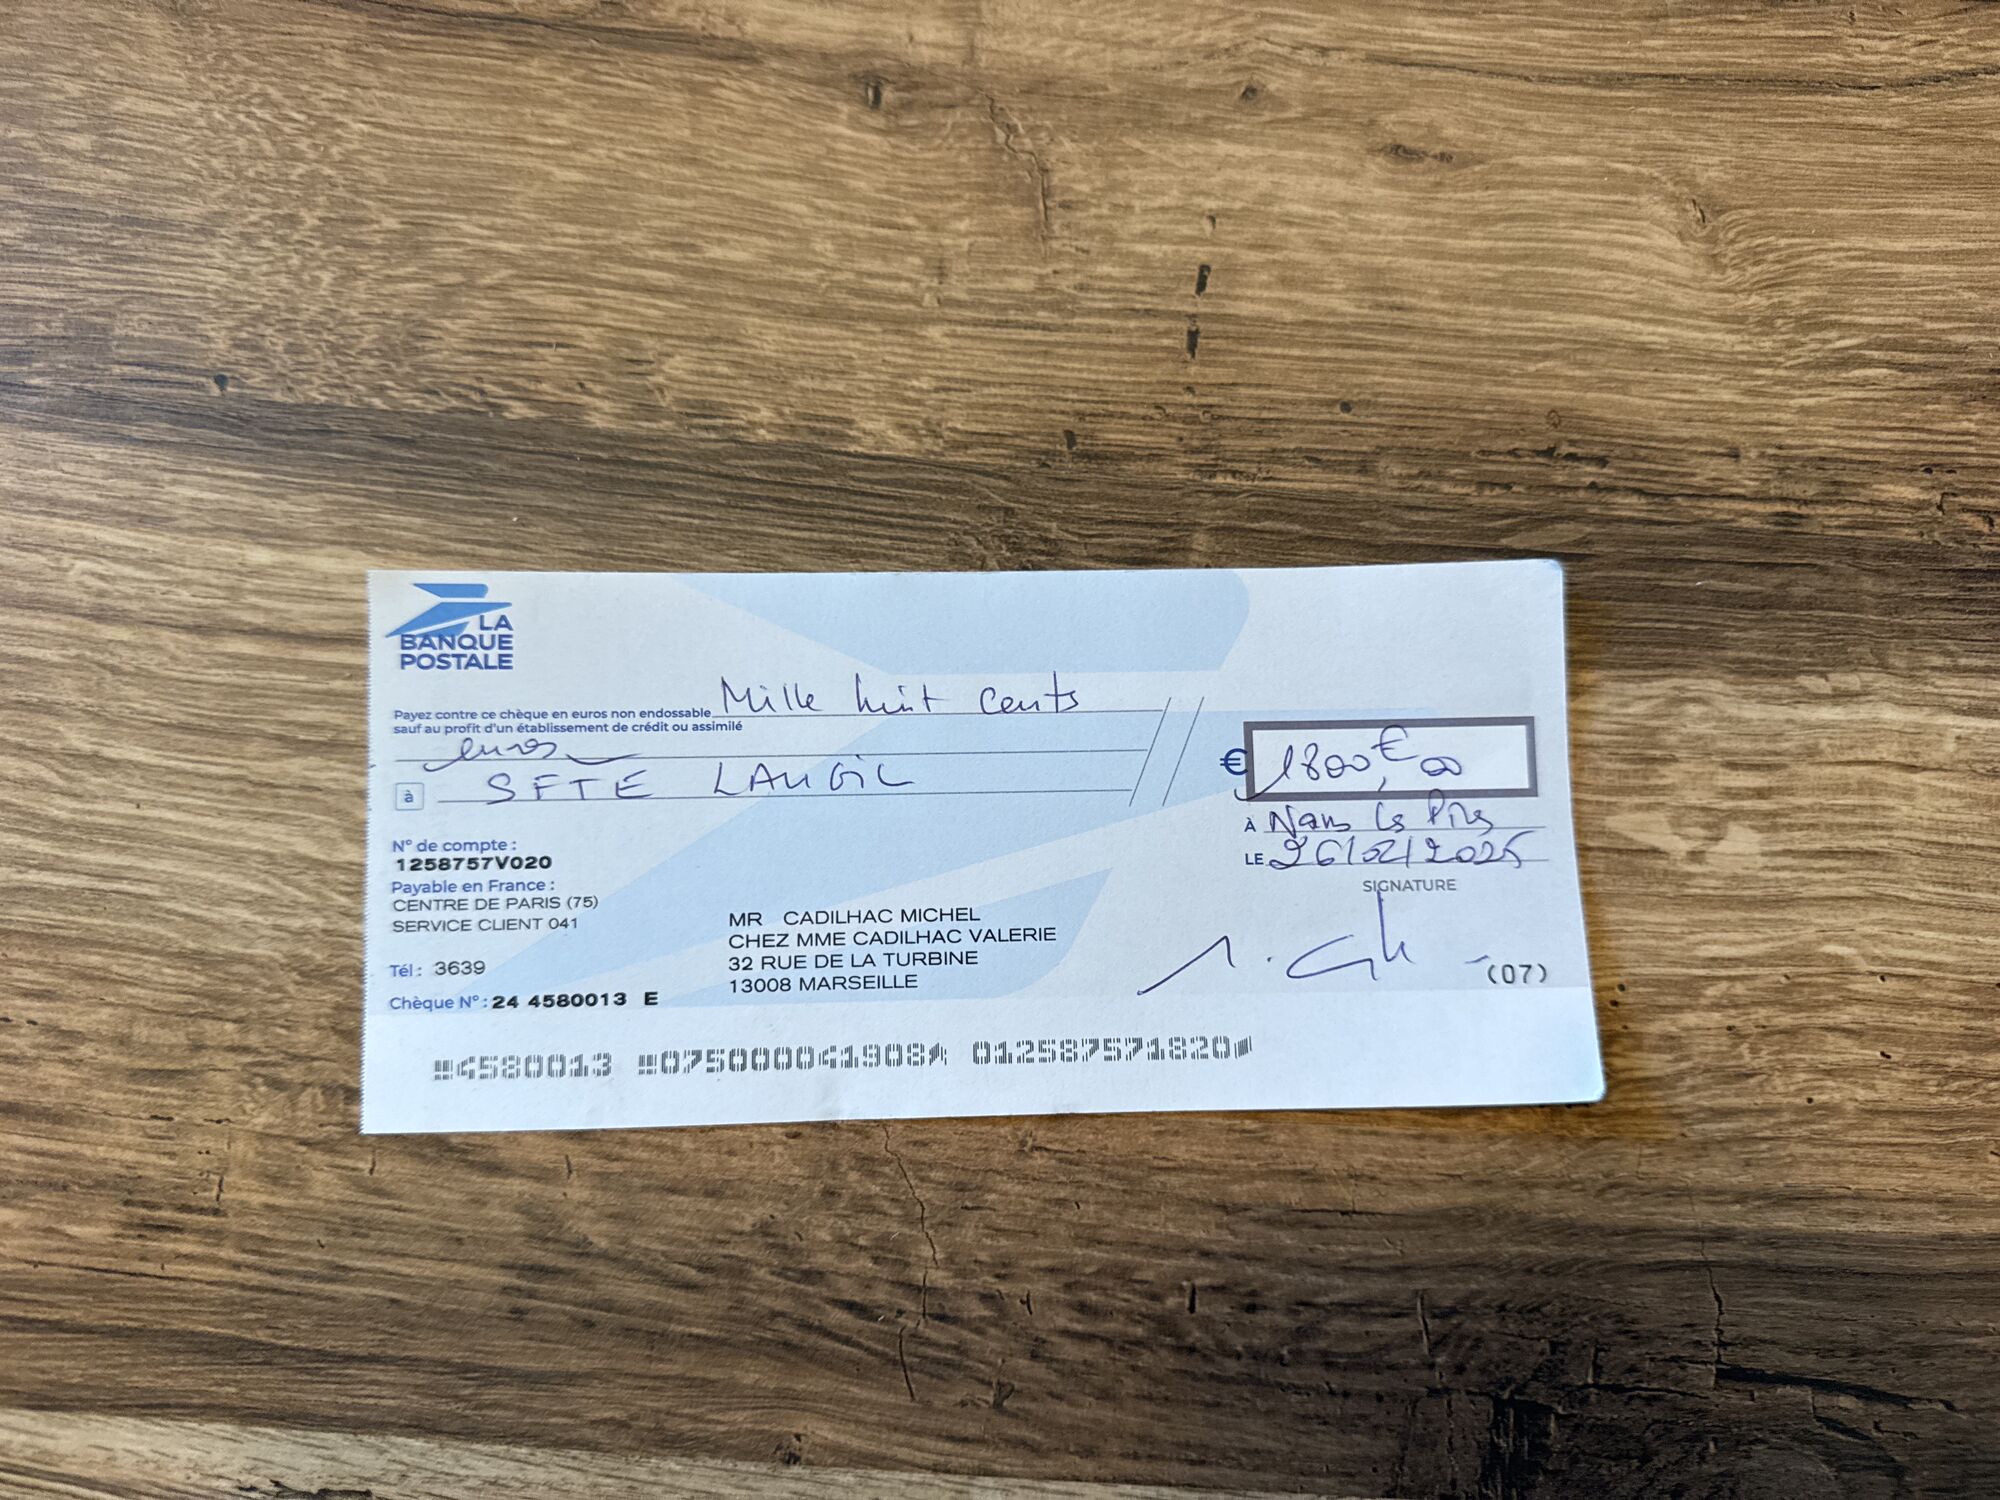 LA
BANQUE
POSTALE
Payez contre ce chèque en euros non endossable Mille huit cents
sauf au profit d'un établissement de crédit ou assimilé
euros
à SFTE LAUGIL
€ 1800,€00
À Nans les Pins
LE 26/02/2025
SIGNATURE
N° de compte :
1258757V020
Payable en France :
CENTRE DE PARIS (75)
SERVICE CLIENT 041
Tél : 3639
Chèque N° : 24 4580013 E
MR CADILHAC MICHEL
CHEZ MME CADILHAC VALERIE
32 RUE DE LA TURBINE
13008 MARSEILLE
(07)
4580013 075000041908 012587571820